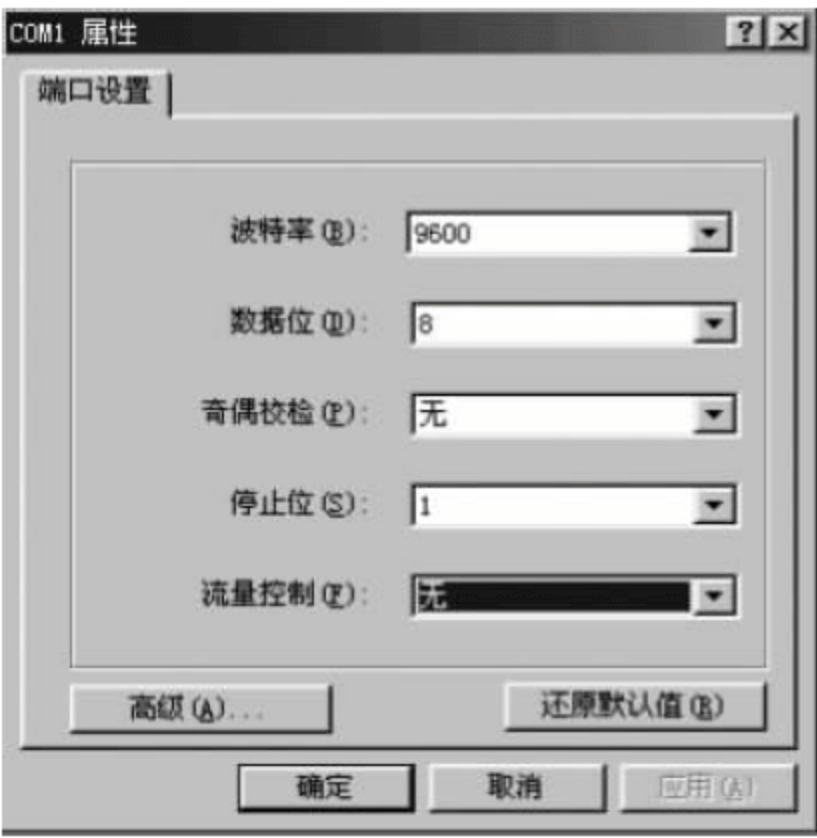 COM1 属性
端口设置
波特率(B): 9600
数据位(D): 8
奇偶校检(P): 无
停止位(S): 1
流量控制(F): 无
高级(A)... 还原默认值(R)
确定 取消 应用(A)